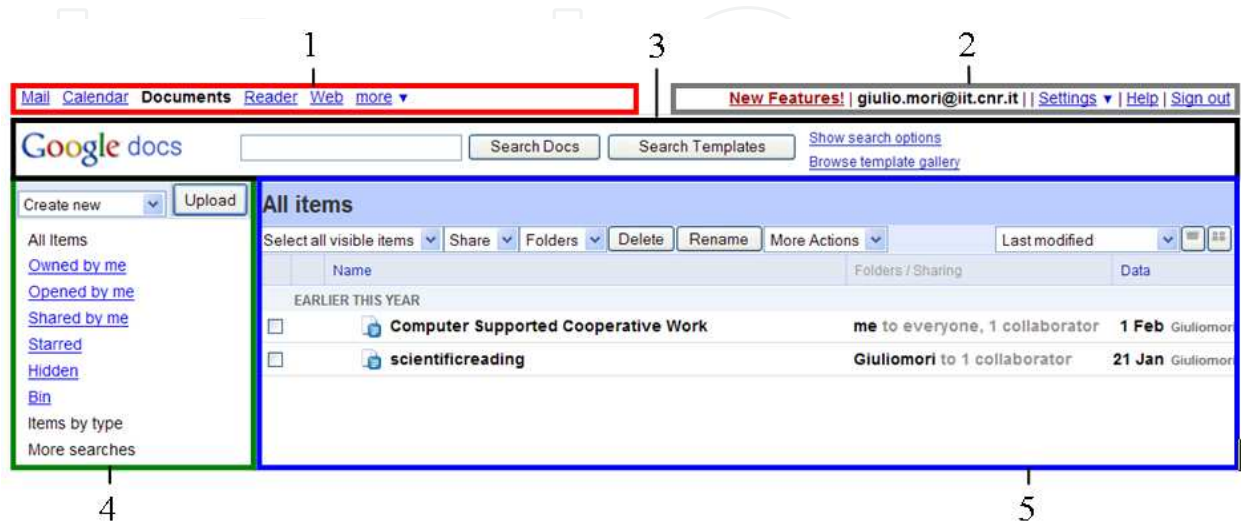 1 3 2
Mail Calendar Documents Reader Web more ▼
New Features! | giulio.mori@iit.cnr.it | | Settings ▼ | Help | Sign out
Google docs Search Docs Search Templates Show search options
Browse template gallery
Create new Upload
All items
All Items
Owned by me
Opened by me
Shared by me
Starred
Hidden
Bin
Items by type
More searches
Select all visible items Share Folders Delete Rename More Actions Last modified
Name Folders / Sharing Data
EARLIER THIS YEAR
Computer Supported Cooperative Work me to everyone, 1 collaborator 1 Feb Giuliomori
scientificreading Giuliomori to 1 collaborator 21 Jan Giuliomori
4 5